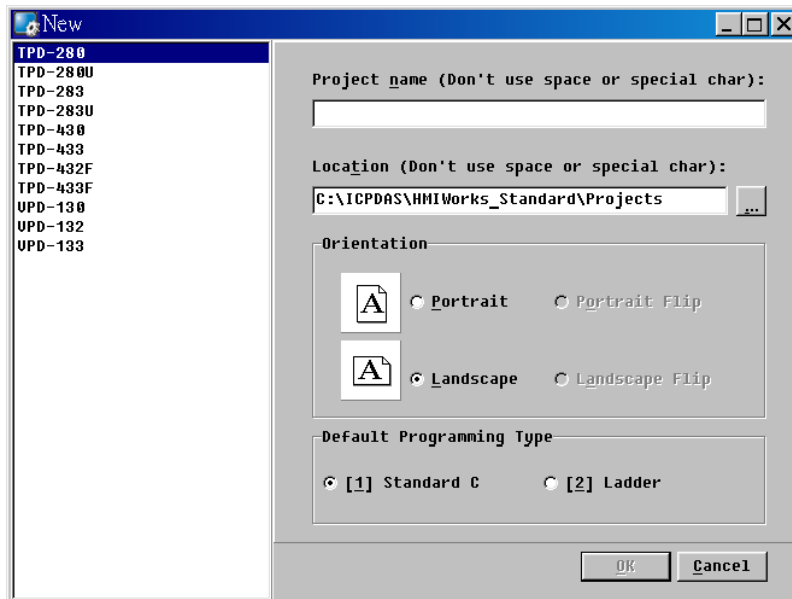 New
TPD-280
TPD-280U
TPD-283
TPD-283U
TPD-430
TPD-433
TPD-432F
TPD-433F
VPD-130
VPD-132
VPD-133
Project name (Don't use space or special char):
Location (Don't use space or special char):
C:\ICPDAS\HMIWorks_Standard\Projects
...
Orientation
A
Portrait
Portrait Flip
A
Landscape
Landscape Flip
Default Programming Type
[1] Standard C
[2] Ladder
OK
Cancel